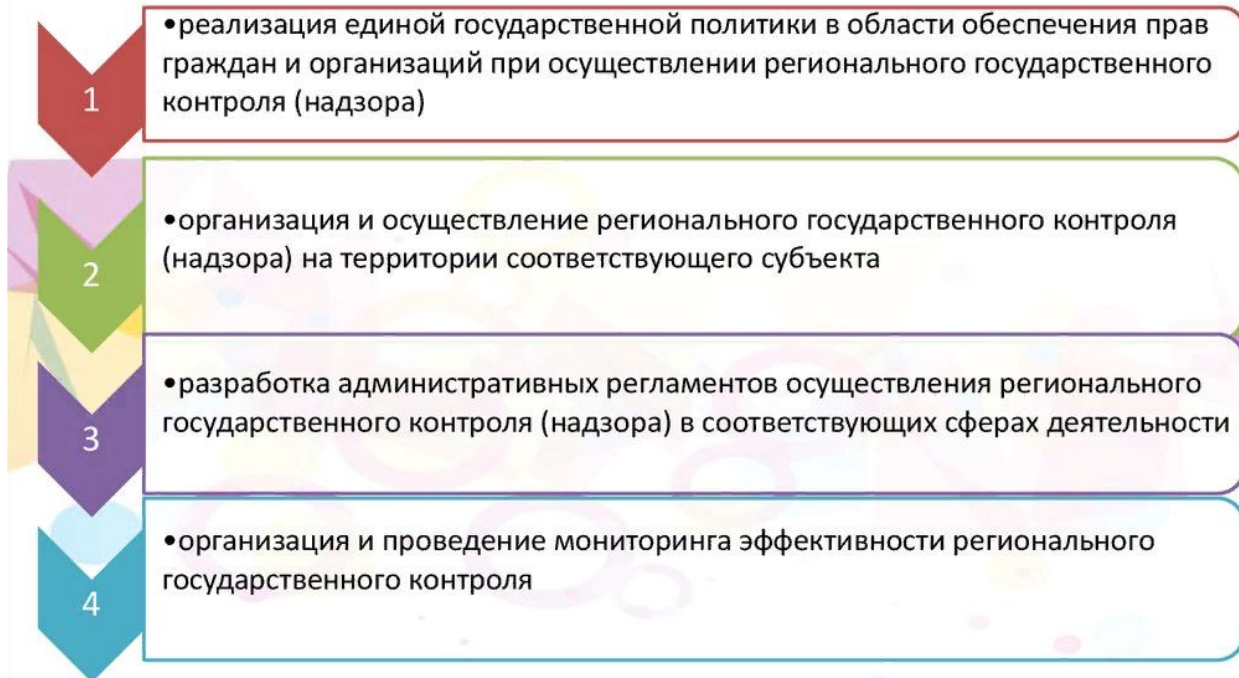 •реализация единой государственной политики в области обеспечения прав
граждан и организаций при осуществлении регионального государственного
контроля (надзора)
1
•организация и осуществление регионального государственного контроля
(надзора) на территории соответствующего субъекта
2
•разработка административных регламентов осуществления регионального
государственного контроля (надзора) в соответствующих сферах деятельности
3
•организация и проведение мониторинга эффективности регионального
государственного контроля
4